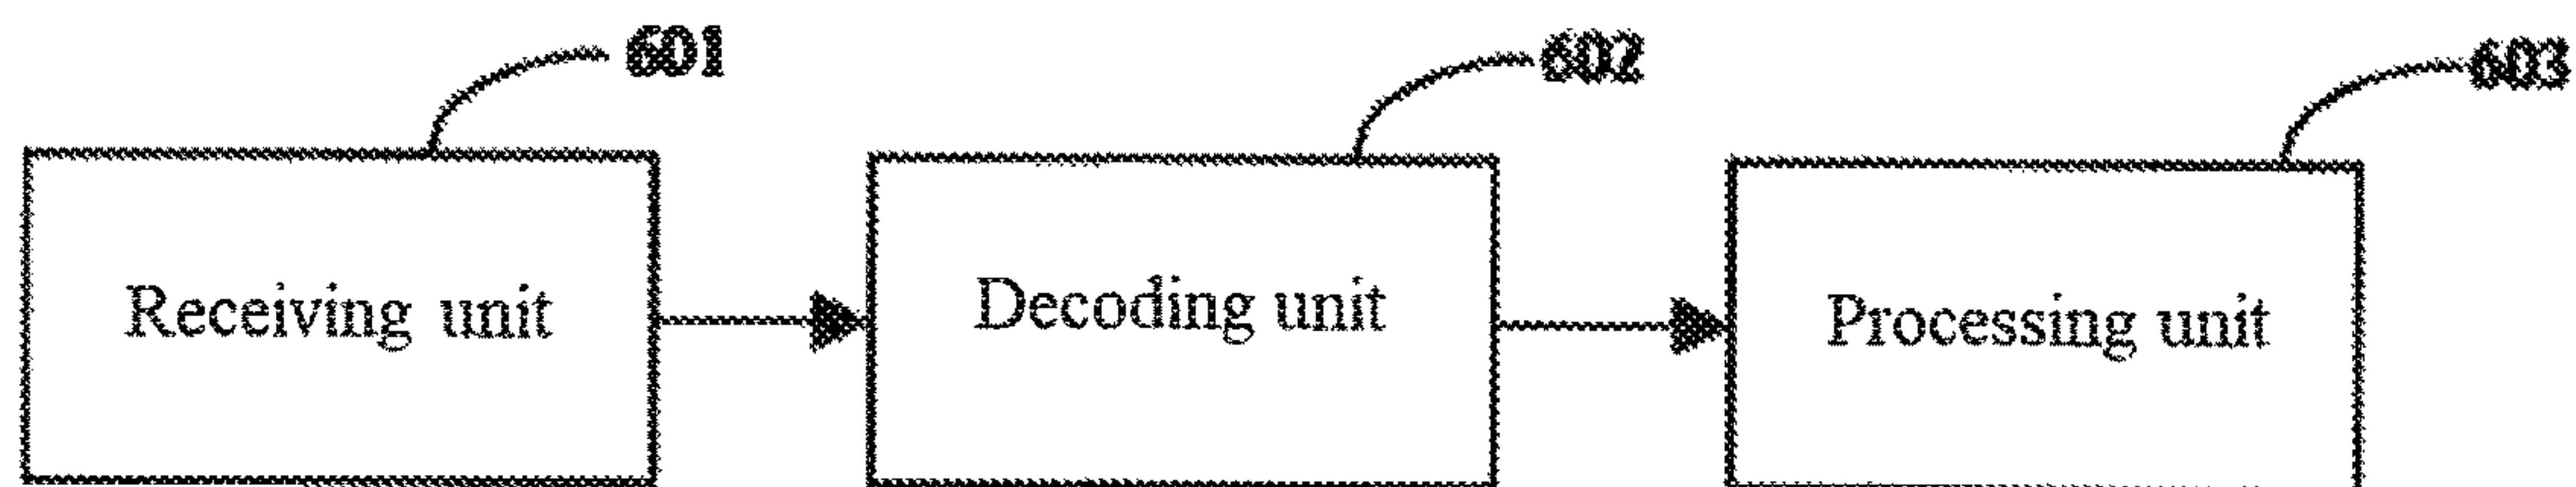 601
602
603
Receiving unit
Decoding unit
Processing unit